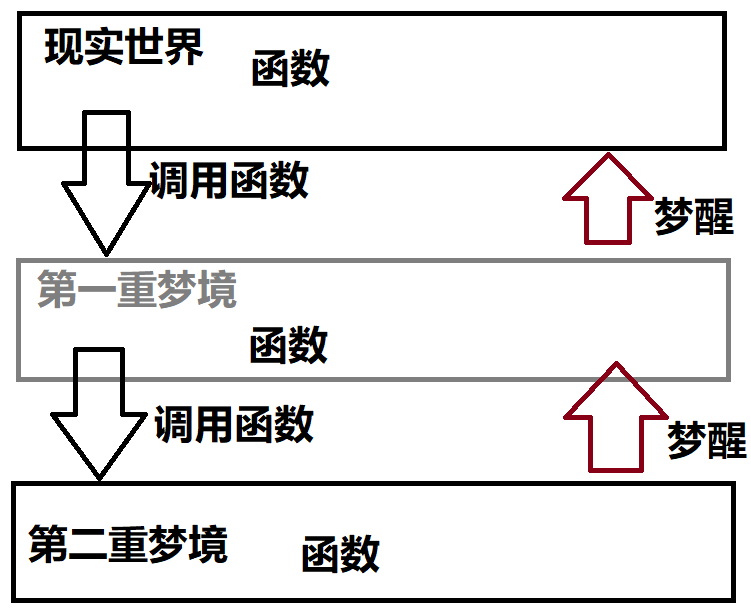 现实世界
函数
调用函数
梦醒
第一重梦境
函数
调用函数
梦醒
第二重梦境
函数